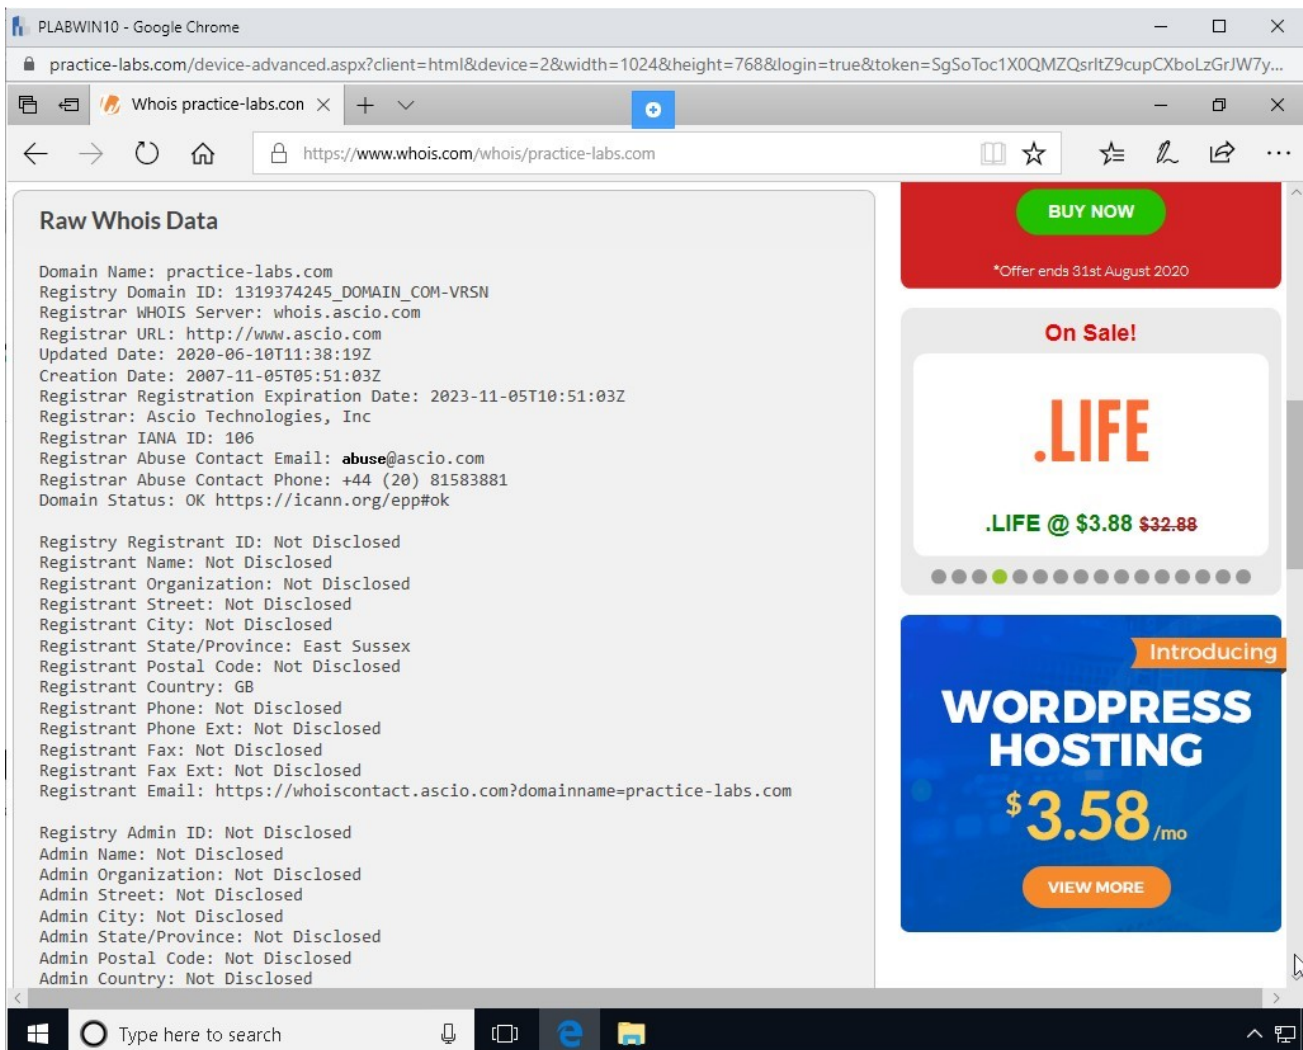 PLABWIN10 - Google Chrome
practice-labs.com/device-advanced.aspx?client=html&device=2&width=1024&height=768&login=true&token=SgSoToc1X0QMZQsrltZ9cupCXboLzGrJW7y...
Whois practice-labs.con
https://www.whois.com/whois/practice-labs.com
Raw Whois Data
Domain Name: practice-labs.com
Registry Domain ID: 1319374245_DOMAIN_COM-VRSN
Registrar WHOIS Server: whois.ascio.com
Registrar URL: http://www.ascio.com
Updated Date: 2020-06-10T11:38:19Z
Creation Date: 2007-11-05T05:51:03Z
Registrar Registration Expiration Date: 2023-11-05T10:51:03Z
Registrar: Ascio Technologies, Inc
Registrar IANA ID: 106
Registrar Abuse Contact Email: abuse@ascio.com
Registrar Abuse Contact Phone: +44 (20) 81583881
Domain Status: OK https://icann.org/epp#ok
Registry Registrant ID: Not Disclosed
Registrant Name: Not Disclosed
Registrant Organization: Not Disclosed
Registrant Street: Not Disclosed
Registrant City: Not Disclosed
Registrant State/Province: East Sussex
Registrant Postal Code: Not Disclosed
Registrant Country: GB
Registrant Phone: Not Disclosed
Registrant Phone Ext: Not Disclosed
Registrant Fax: Not Disclosed
Registrant Fax Ext: Not Disclosed
Registrant Email: https://whoiscontact.ascio.com?domainname=practice-labs.com
Registry Admin ID: Not Disclosed
Admin Name: Not Disclosed
Admin Organization: Not Disclosed
Admin Street: Not Disclosed
Admin City: Not Disclosed
Admin State/Province: Not Disclosed
Admin Postal Code: Not Disclosed
Admin Country: Not Disclosed
BUY NOW
*Offer ends 31st August 2020
On Sale!
.LIFE
.LIFE @ $3.88 $32.88
Introducing
WORDPRESS
HOSTING
$3.58/mo
VIEW MORE
Type here to search